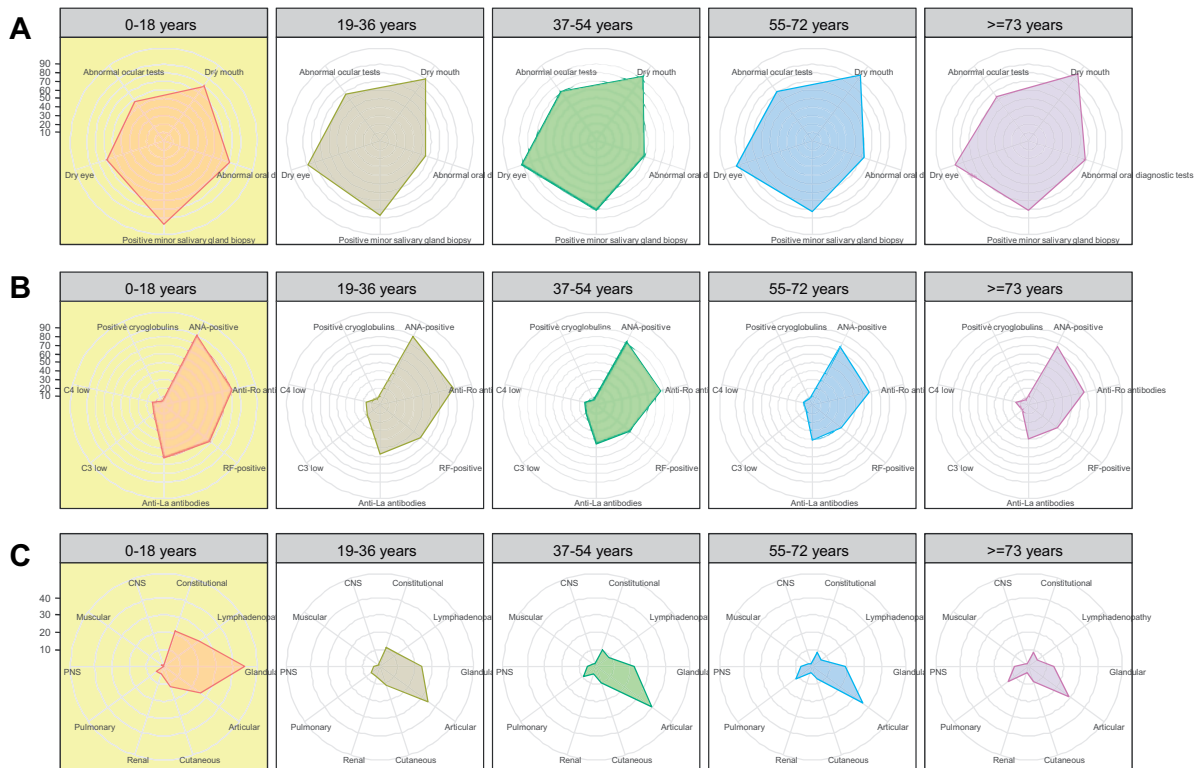 A
0-18 years
19-36 years
37-54 years
55-72 years
>=73 years
90
80
70
60
50
40
30
20
10
Abnormal ocular tests
Dry mouth
Dry eye
Abnormal oral d
Positive minor salivary gland biopsy
Abnormal ocular tests
Dry mouth
Dry eye
Abnormal oral d
Positive minor salivary gland biopsy
Abnormal ocular tests
Dry mouth
Dry eye
Abnormal oral d
Positive minor salivary gland biopsy
Abnormal ocular tests
Dry mouth
Dry eye
Abnormal oral d
Positive minor salivary gland biopsy
Abnormal ocular tests
Dry mouth
Dry eye
Abnormal oral diagnostic tests
Positive minor salivary gland biopsy
B
0-18 years
19-36 years
37-54 years
55-72 years
>=73 years
90
80
70
60
50
40
30
20
10
Positive cryoglobulins
ANA-positive
C4 low
Anti-Ro anti
C3 low
RF-positive
Anti-La antibodies
Positive cryoglobulins
ANA-positive
C4 low
Anti-Ro anti
C3 low
RF-positive
Anti-La antibodies
Positive cryoglobulins
ANA-positive
C4 low
Anti-Ro anti
C3 low
RF-positive
Anti-La antibodies
Positive cryoglobulins
ANA-positive
C4 low
Anti-Ro anti
C3 low
RF-positive
Anti-La antibodies
Positive cryoglobulins
ANA-positive
C4 low
Anti-Ro antibodies
C3 low
RF-positive
Anti-La antibodies
C
0-18 years
19-36 years
37-54 years
55-72 years
>=73 years
40
30
20
10
CNS
Constitutional
Muscular
Lymphadenopa
PNS
Glandula
Pulmonary
Articular
Renal
Cutaneous
CNS
Constitutional
Muscular
Lymphadenopa
PNS
Glandula
Pulmonary
Articular
Renal
Cutaneous
CNS
Constitutional
Muscular
Lymphadenopa
PNS
Glandula
Pulmonary
Articular
Renal
Cutaneous
CNS
Constitutional
Muscular
Lymphadenopa
PNS
Glandula
Pulmonary
Articular
Renal
Cutaneous
CNS
Constitutional
Muscular
Lymphadenopathy
PNS
Glandular
Pulmonary
Articular
Renal
Cutaneous